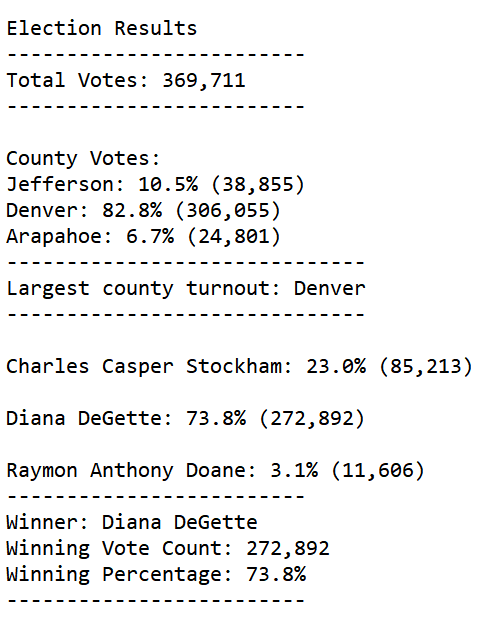 Election Results
-------------------------
Total Votes: 369,711
-------------------------
County Votes:
Jefferson: 10.5% (38,855)
Denver: 82.8% (306,055)
Arapahoe: 6.7% (24,801)
------------------------------
Largest county turnout: Denver
------------------------------
Charles Casper Stockham: 23.0% (85,213)
Diana DeGette: 73.8% (272,892)
Raymon Anthony Doane: 3.1% (11,606)
-------------------------
Winner: Diana DeGette
Winning Vote Count: 272,892
Winning Percentage: 73.8%
-------------------------